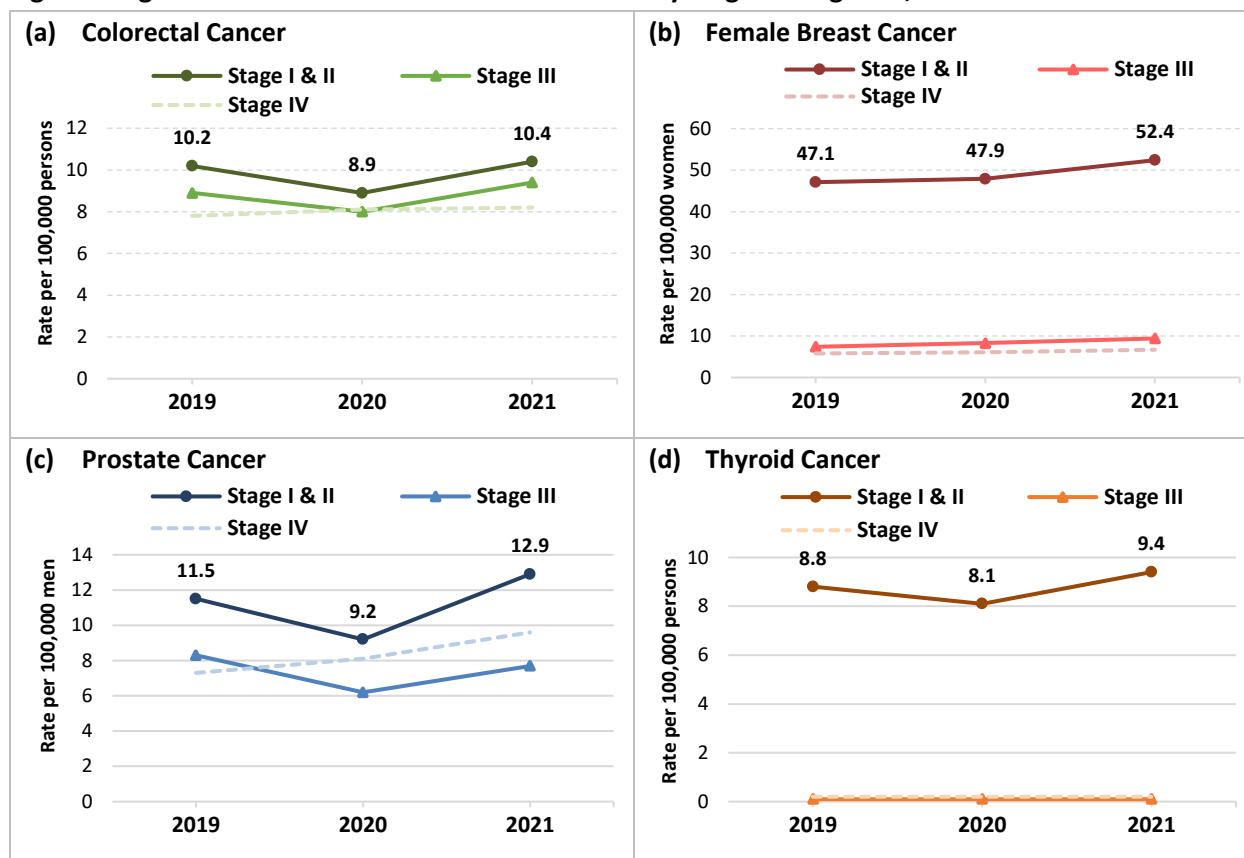 (a) Colorectal Cancer
Stage I & II
Stage III
Stage IV
Rate per 100,000 persons
12
10
8
6
4
2
0
10.2
8.9
10.4
2019
2020
2021
(b) Female Breast Cancer
Stage I & II
Stage III
Stage IV
Rate per 100,000 women
60
50
40
30
20
10
0
47.1
47.9
52.4
2019
2020
2021
(c) Prostate Cancer
Stage I & II
Stage III
Stage IV
Rate per 100,000 men
14
12
10
8
6
4
2
0
11.5
9.2
12.9
2019
2020
2021
(d) Thyroid Cancer
Stage I & II
Stage III
Stage IV
Rate per 100,000 persons
10
8
6
4
2
0
8.8
8.1
9.4
2019
2020
2021